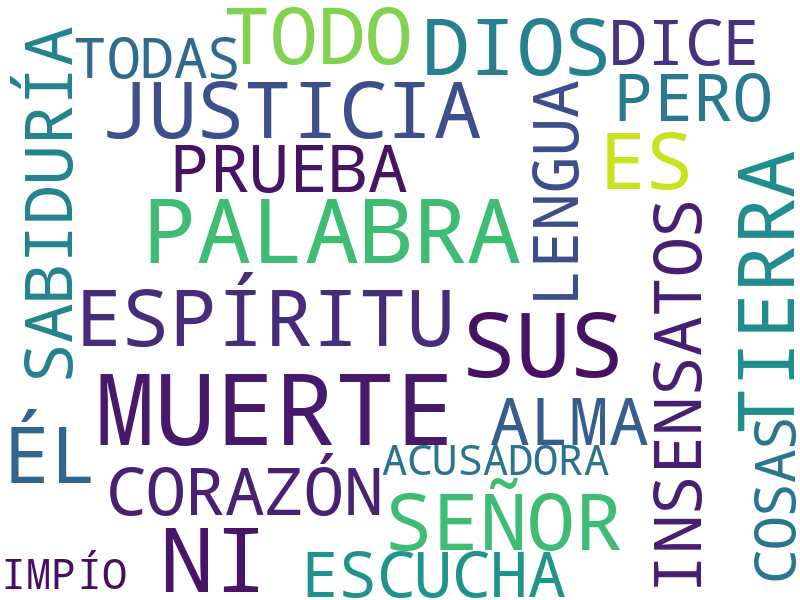 TODO
DIOS
DICE
TODAS
SABIDURÍA
JUSTICIA
PERO
LENGUA
PRUEBA
ES
TIERRA
PALABRA
INSENSATOS
ESPÍRITU
SUS
MUERTE
ALMA
ÉL
ACUSADORA
COSAS
CORAZÓN
SEÑOR
NI
ESCUCHA
IMPÍO